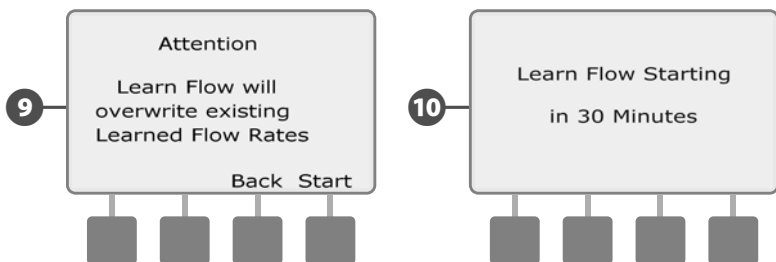 9
Attention
Learn Flow will
overwrite existing
Learned Flow Rates
Back Start
10
Learn Flow Starting
in 30 Minutes